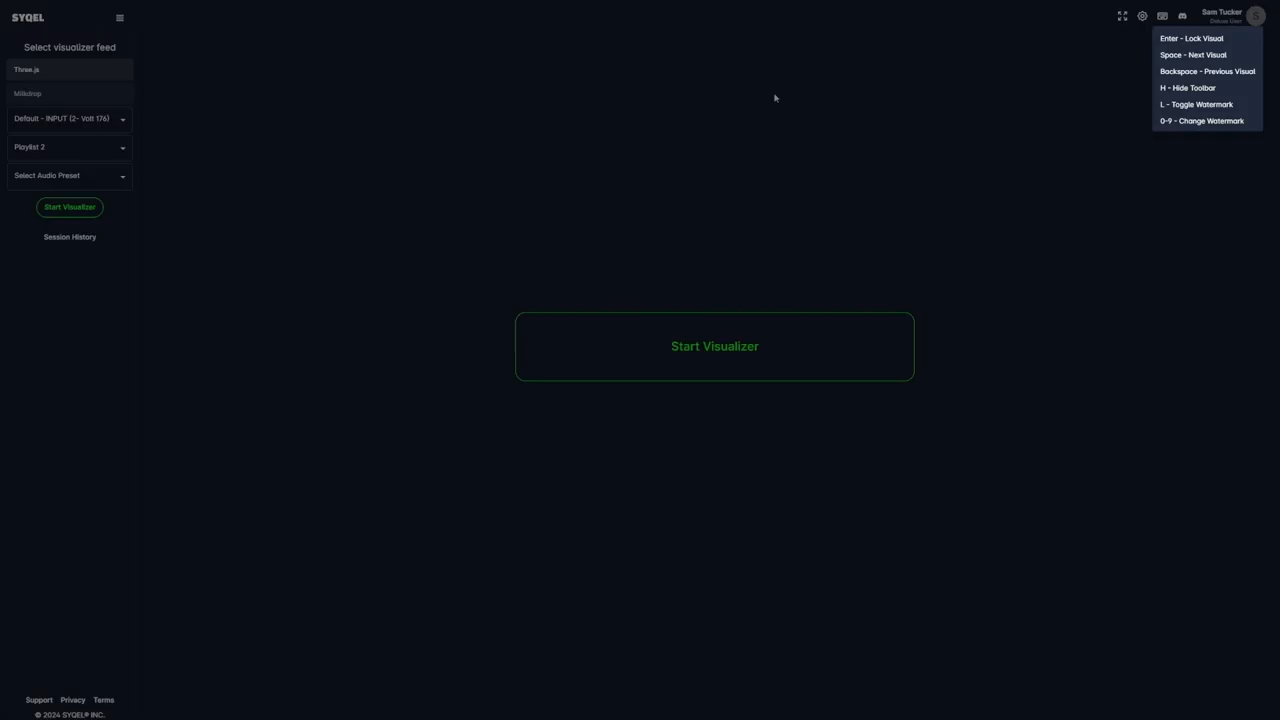 SYQEL
Select visualizer feed
Three.js
Milkdrop
Default - INPUT (2- Volt 176)
Playlist 2
Select Audio Preset
Start Visualizer
Session History
Support Privacy Terms
© 2024 SYQEL® INC.
Start Visualizer
Sam Tucker
Deluxe User
S
Enter - Lock Visual
Space - Next Visual
Backspace - Previous Visual
H - Hide Toolbar
L - Toggle Watermark
0-9 - Change Watermark